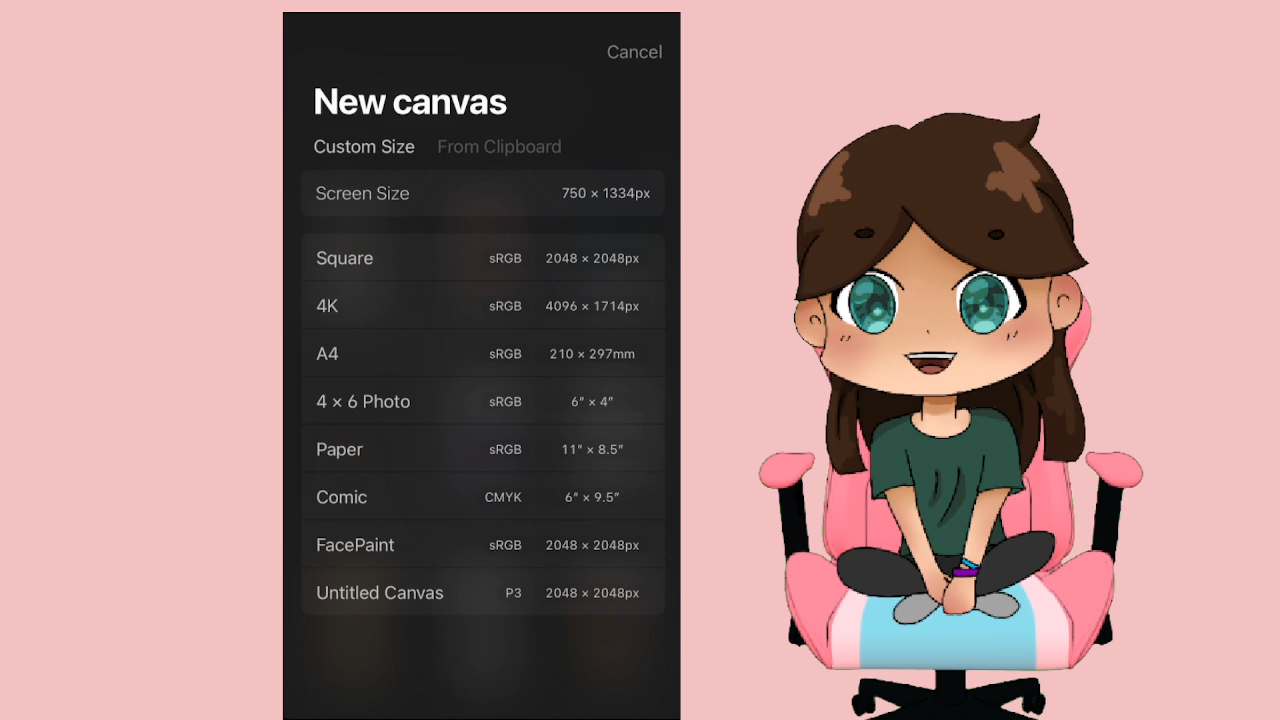 Cancel
New canvas
Custom Size From Clipboard
Screen Size 750 × 1334px
Square sRGB 2048 × 2048px
4K sRGB 4096 × 1714px
A4 sRGB 210 × 297mm
4 × 6 Photo sRGB 6" × 4"
Paper sRGB 11" × 8.5"
Comic CMYK 6" × 9.5"
FacePaint sRGB 2048 × 2048px
Untitled Canvas P3 2048 × 2048px